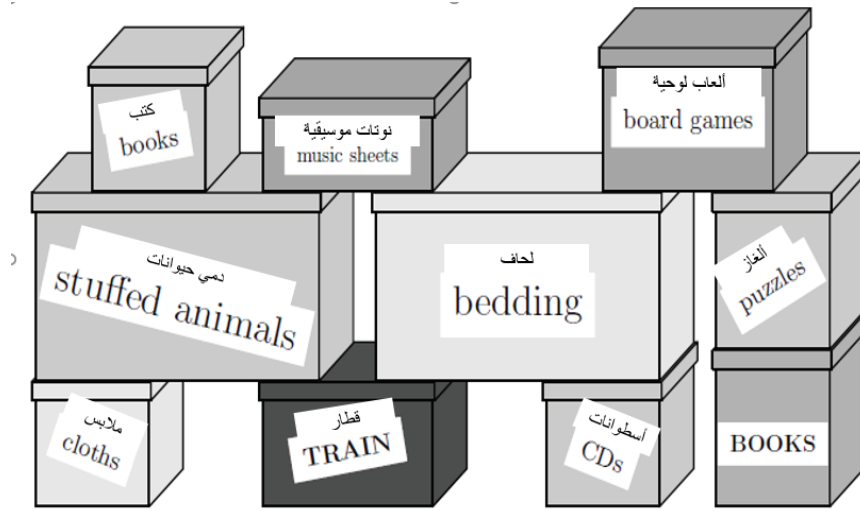 كتب
books
نوتات موسيقية
music sheets
ألعاب لوحية
board games
دمي حيوانات
stuffed animals
لحاف
bedding
ألغاز
puzzles
ملابس
cloths
قطار
TRAIN
أسطوانات
CDs
BOOKS